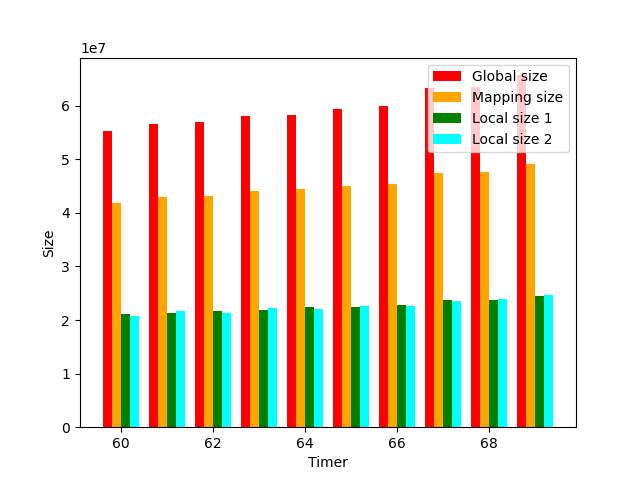 1e7
Global size
Mapping size
Local size 1
Local size 2
6
5
4
3
2
1
0
Size
60 62 64 66 68
Timer